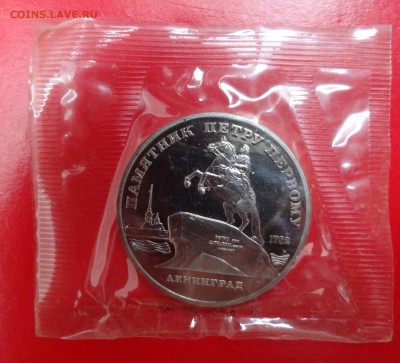 COINS.LAVE.RU
ПАМЯТНИК ПЕТРУ ПЕРВОМУ
1782
ЛЕНИНГРАД